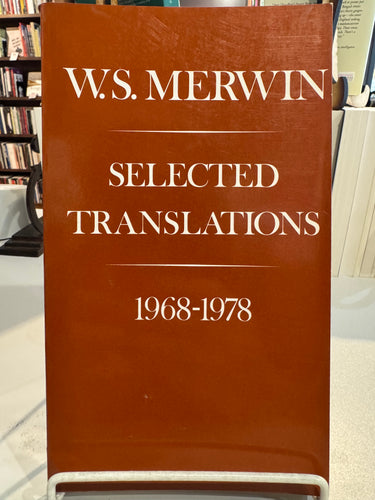 W.S. MERWIN
SELECTED
TRANSLATIONS
1968-1978